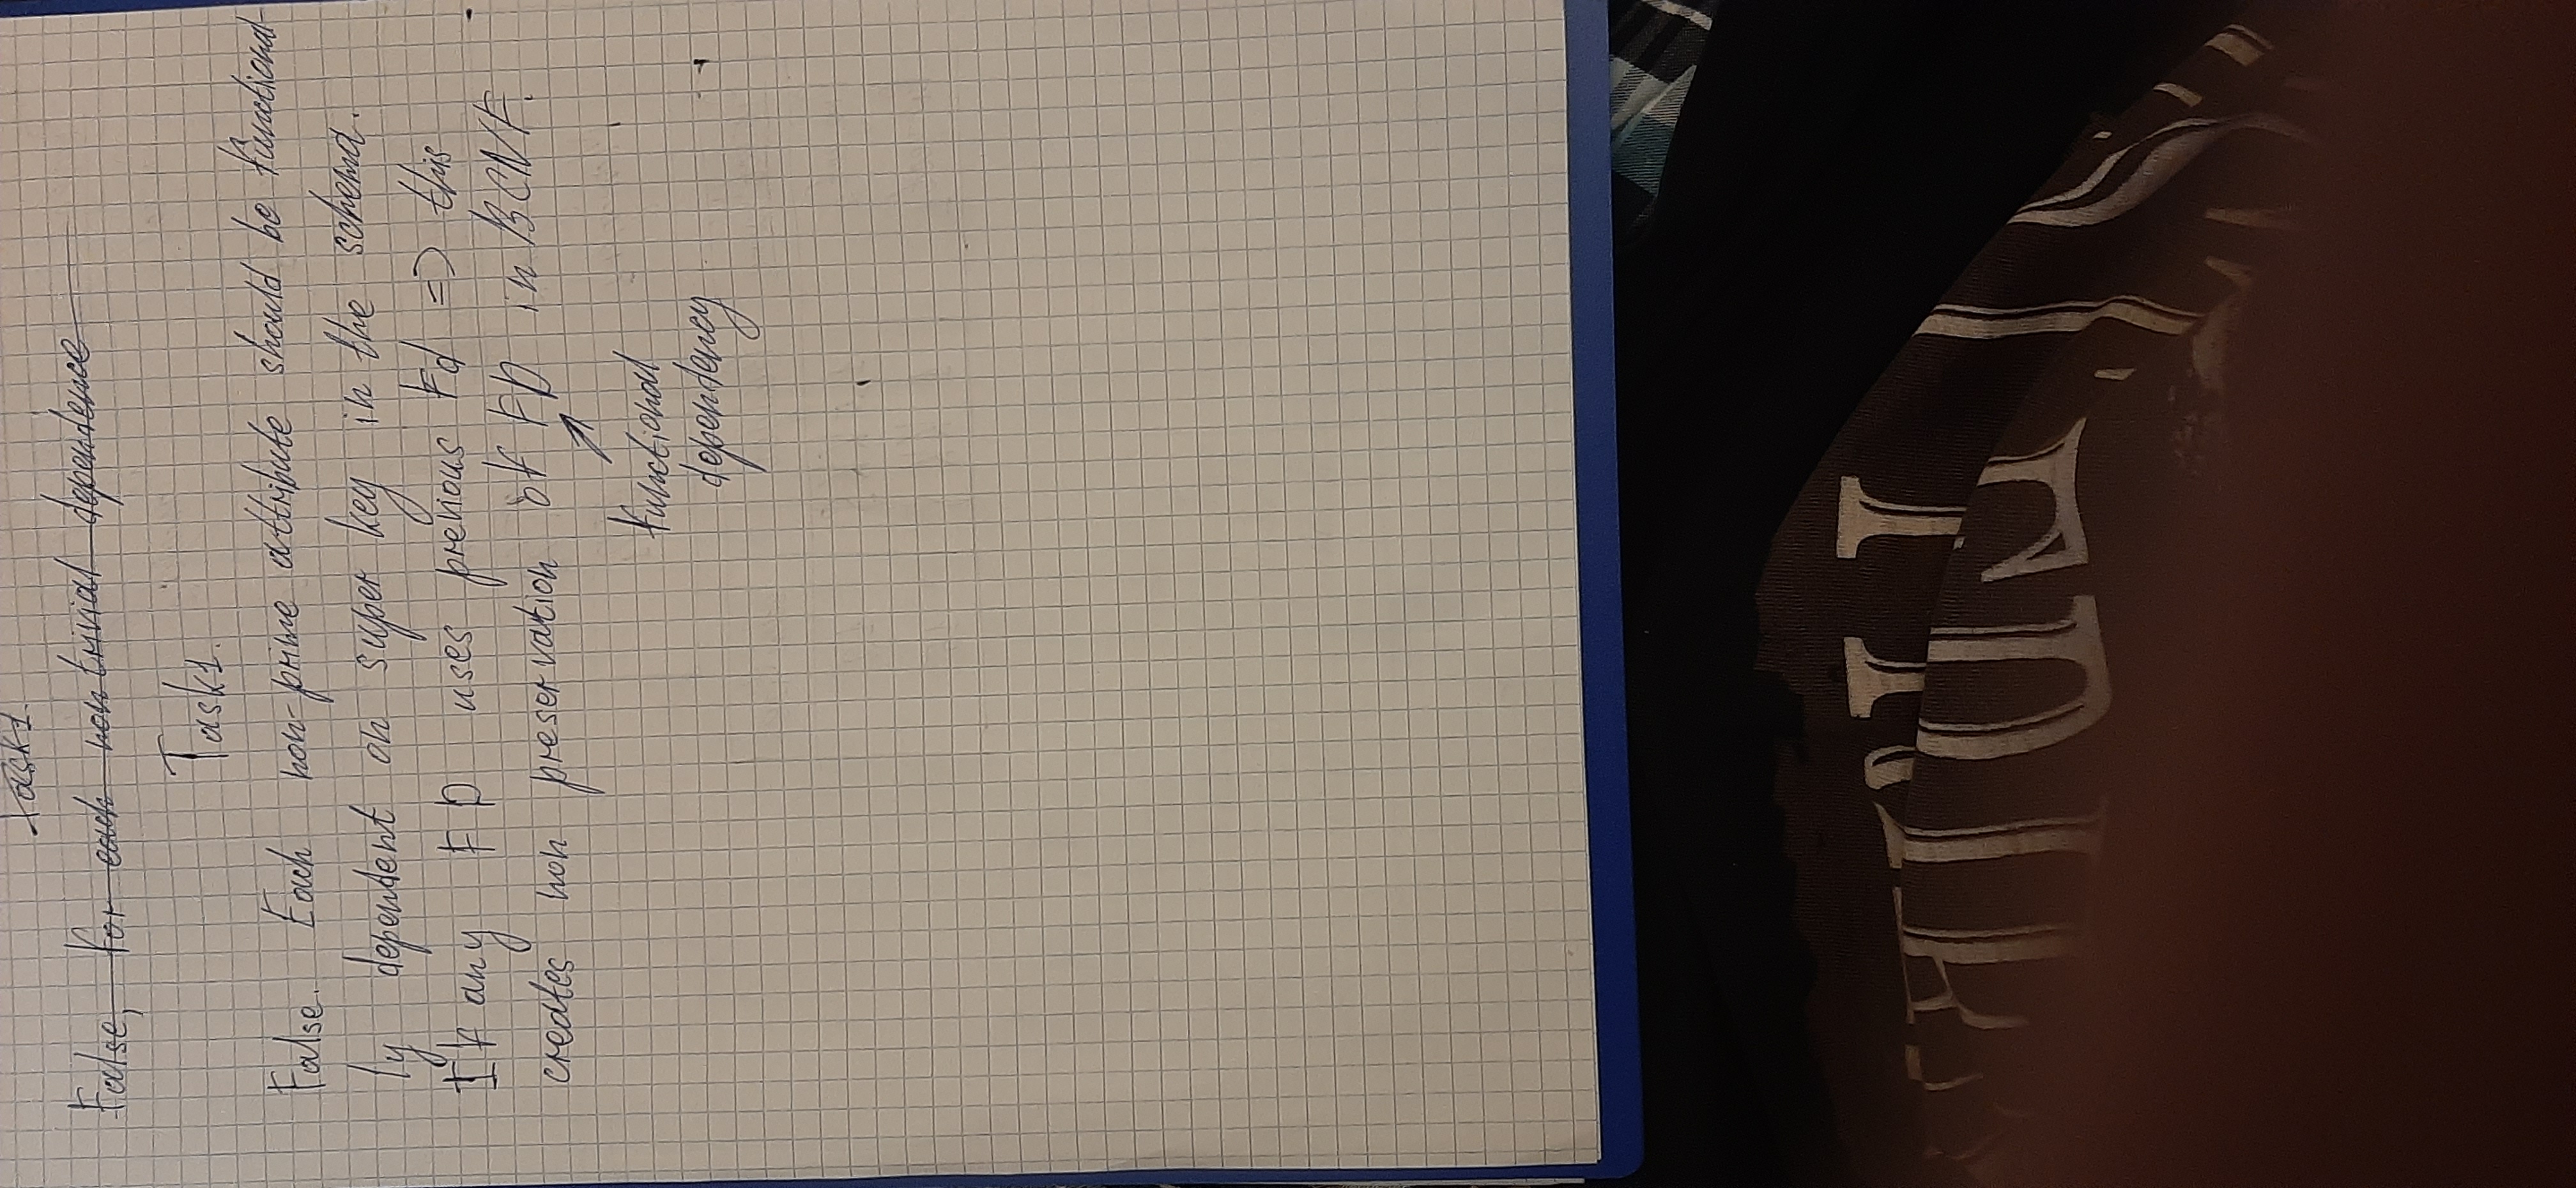 Task1.
False, For each non trivial dependence
Task1.
False. Each non-prime attribute should be functional-
ly dependent on super key in the schema.
If any FD uses previous Fd => this
creates non preservation of FD in BCNF.
functional
dependency